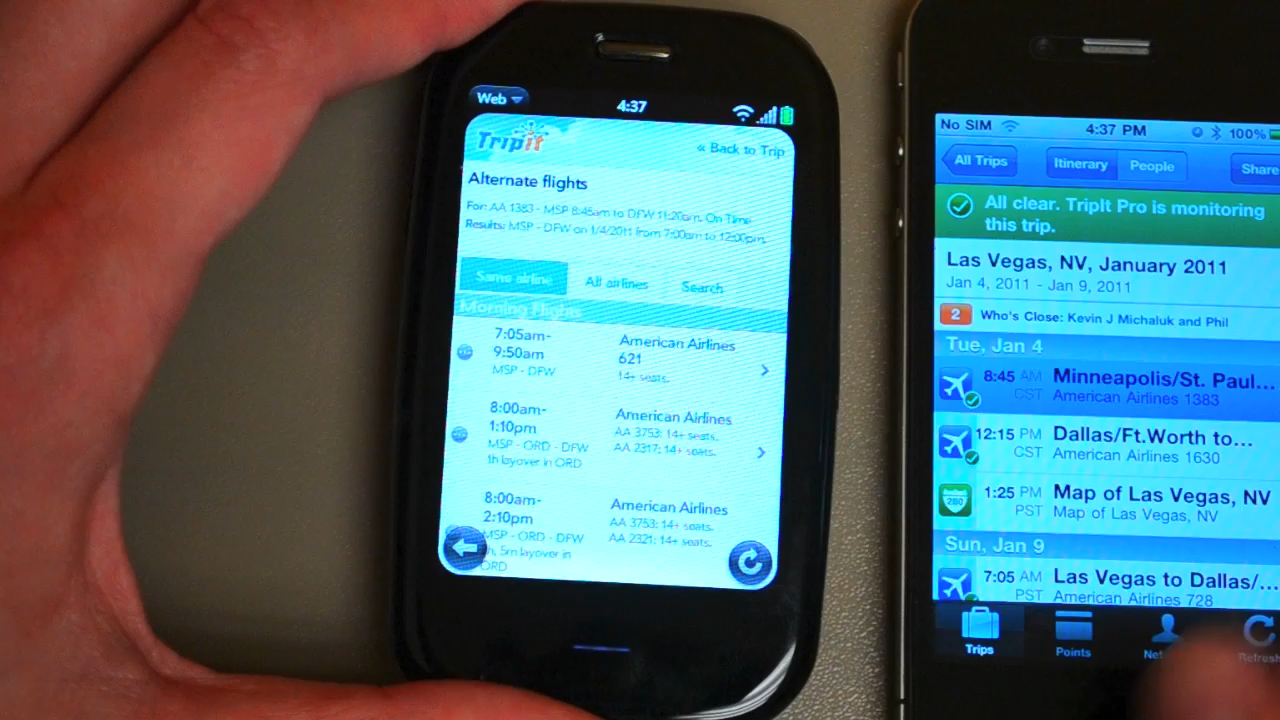 Web
4:37
Tripit
« Back to Trip
Alternate flights
For: AA 1383 - MSP 8:45am to DFW 11:20am. On Time
Results: MSP - DFW on 1/4/2011 from 7:00am to 12:00pm.
Same airline
All airlines
Search
Morning Flights
7:05am-
9:50am
MSP - DFW
American Airlines
621
14+ seats.
8:00am-
1:10pm
MSP - ORD - DFW
layover in ORD
American Airlines
AA 3753: 14+ seats.
AA 2317: 14+ seats.
8:00am-
2:10pm
MSP - ORD - DFW
5m layover in
ORD
American Airlines
AA 3753: 14+ seats.
AA 2321: 14+ seats.
No SIM
4:37 PM
100%
All Trips
Itinerary
People
Share
All clear. TripIt Pro is monitoring
this trip.
Las Vegas, NV, January 2011
Jan 4, 2011 - Jan 9, 2011
2
Who's Close: Kevin J Michaluk and Phil
Tue, Jan 4
8:45 AM
CST
Minneapolis/St. Paul...
American Airlines 1383
12:15 PM
CST
Dallas/Ft.Worth to...
American Airlines 1630
280
1:25 PM
PST
Map of Las Vegas, NV
Map of Las Vegas, NV
Sun, Jan 9
7:05 AM
PST
Las Vegas to Dallas/...
American Airlines 728
Trips
Points
Refresh